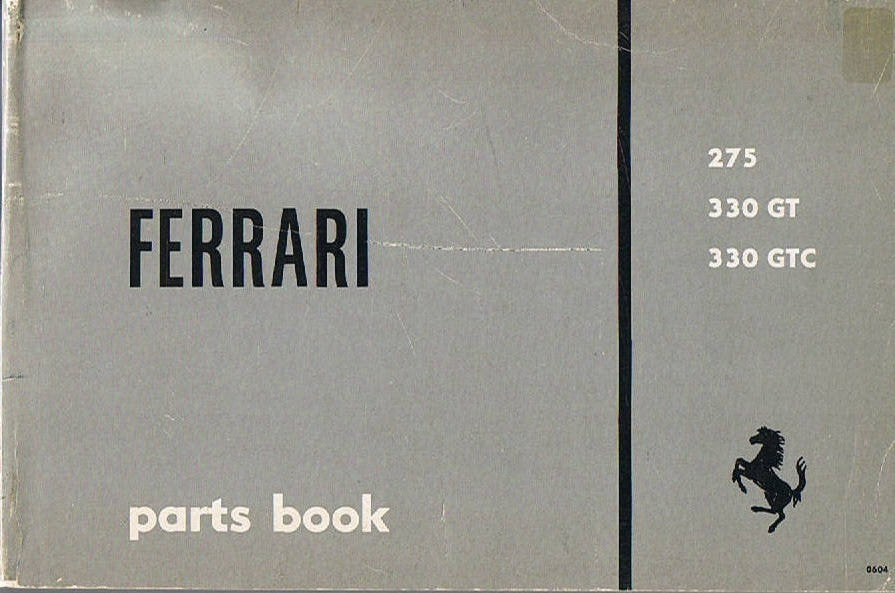 FERRARI
parts book
275
330 GT
330 GTC
0604